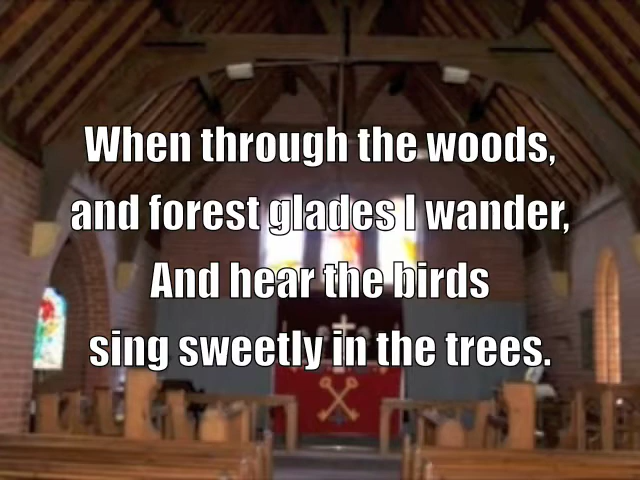 When through the woods,
and forest glades I wander,
And hear the birds
sing sweetly in the trees.